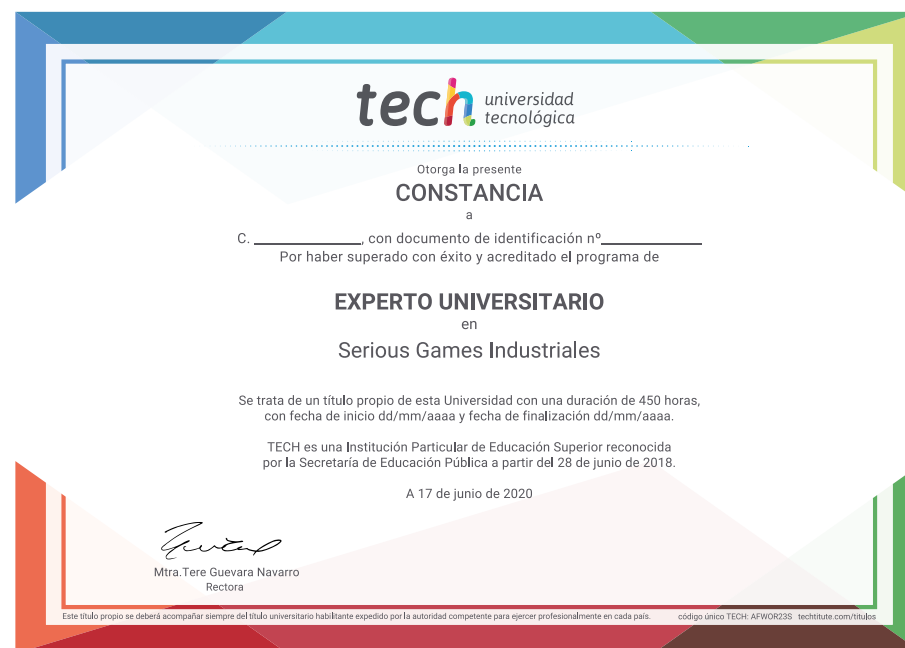 tech universidad
tecnológica
Otorga la presente
CONSTANCIA
a
C. ____________, con documento de identificación nº____________
Por haber superado con éxito y acreditado el programa de
EXPERTO UNIVERSITARIO
en
Serious Games Industriales
Se trata de un título propio de esta Universidad con una duración de 450 horas,
con fecha de inicio dd/mm/aaaa y fecha de finalización dd/mm/aaaa.
TECH es una Institución Particular de Educación Superior reconocida
por la Secretaría de Educación Pública a partir del 28 de junio de 2018.
A 17 de junio de 2020
Mtra.Tere Guevara Navarro
Rectora
Este título propio se deberá acompañar siempre del título universitario habilitante expedido por la autoridad competente para ejercer profesionalmente en cada país. código único TECH: AFWOR23S techtitute.com/titulos